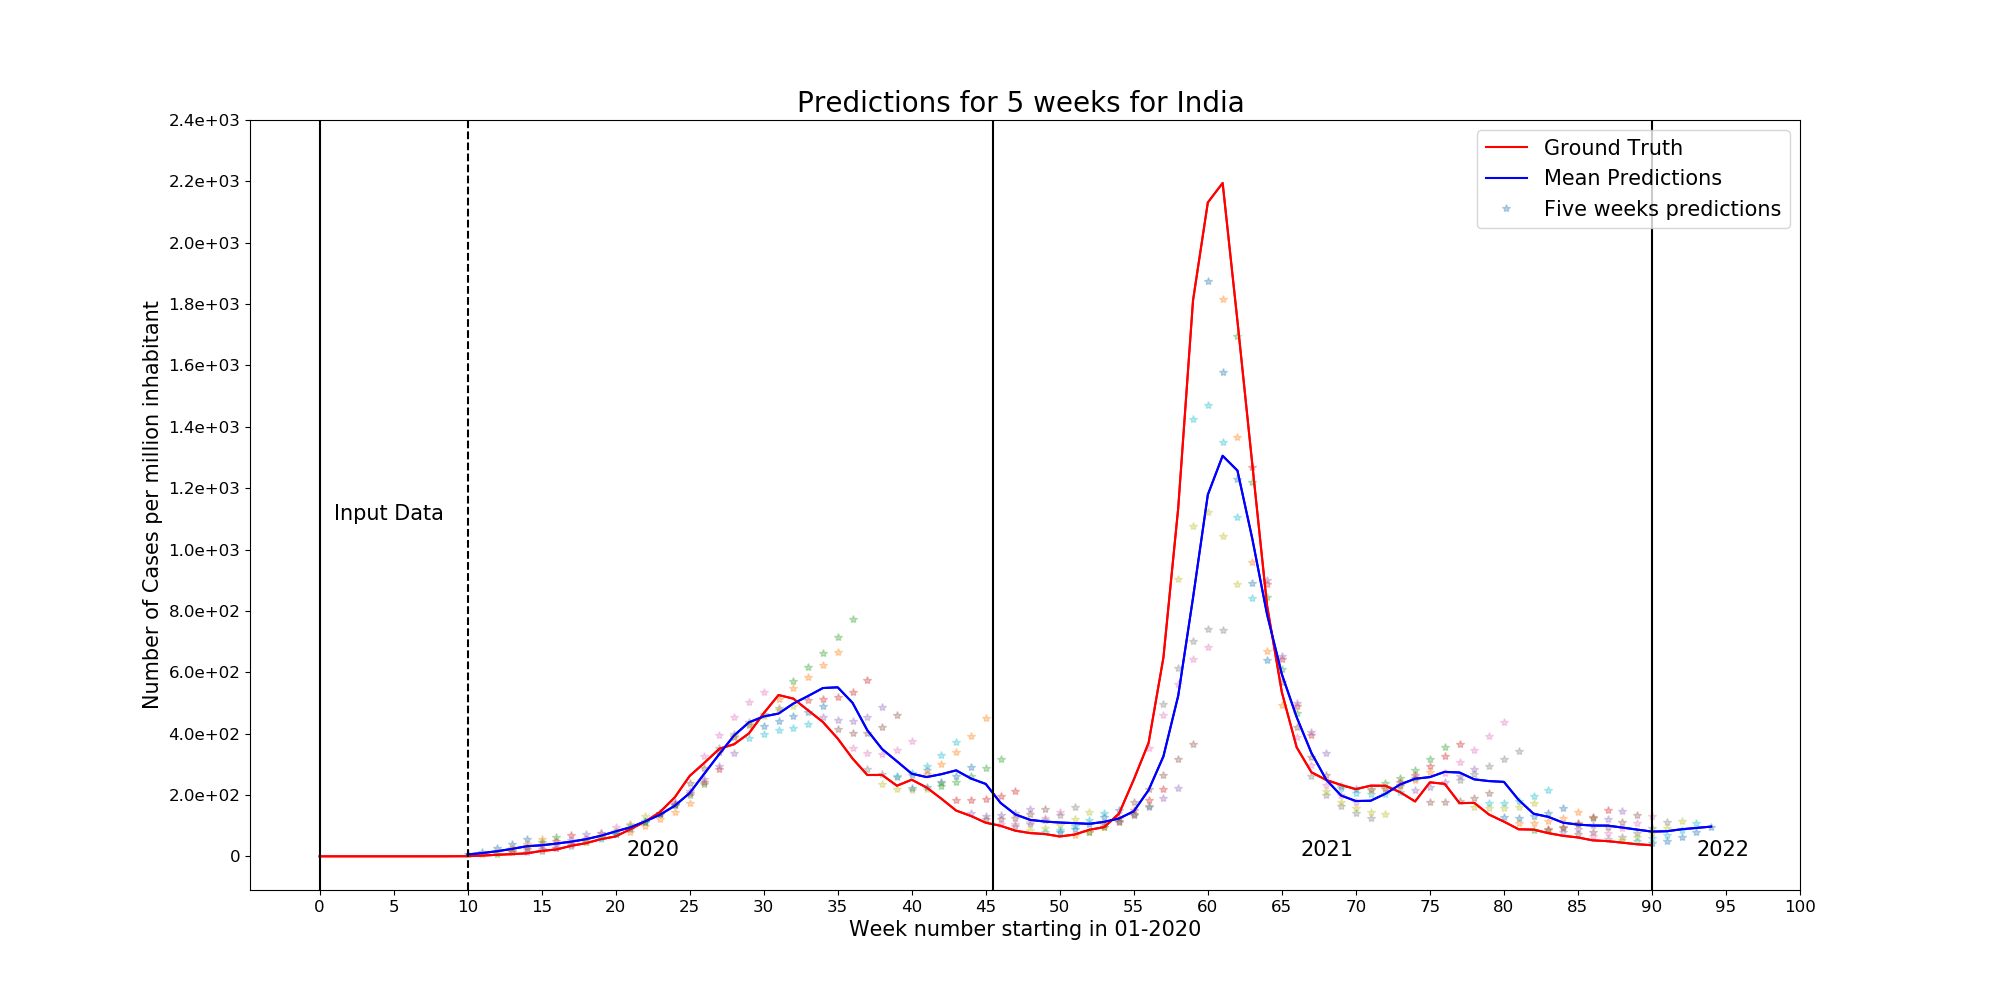 Predictions for 5 weeks for India
2.4e+03
2.2e+03
2.0e+03
1.8e+03
1.6e+03
1.4e+03
1.2e+03
1.0e+03
8.0e+02
6.0e+02
4.0e+02
2.0e+02
0
Number of Cases per million inhabitant
Ground Truth
Mean Predictions
Five weeks predictions
Input Data
2020
2021
2022
0 5 10 15 20 25 30 35 40 45 50 55 60 65 70 75 80 85 90 95 100
Week number starting in 01-2020